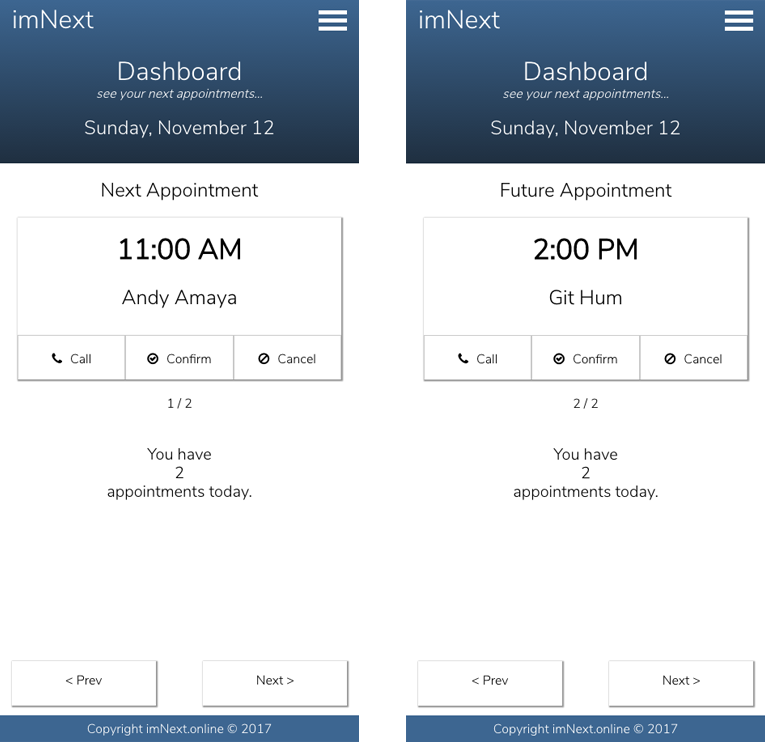 imNext
Dashboard
see your next appointments...
Sunday, November 12
Next Appointment
11:00 AM
Andy Amaya
Call Confirm Cancel
1 / 2
You have
2
appointments today.
< Prev Next >
Copyright imNext.online © 2017
imNext
Dashboard
see your next appointments...
Sunday, November 12
Future Appointment
2:00 PM
Git Hum
Call Confirm Cancel
2 / 2
You have
2
appointments today.
< Prev Next >
Copyright imNext.online © 2017